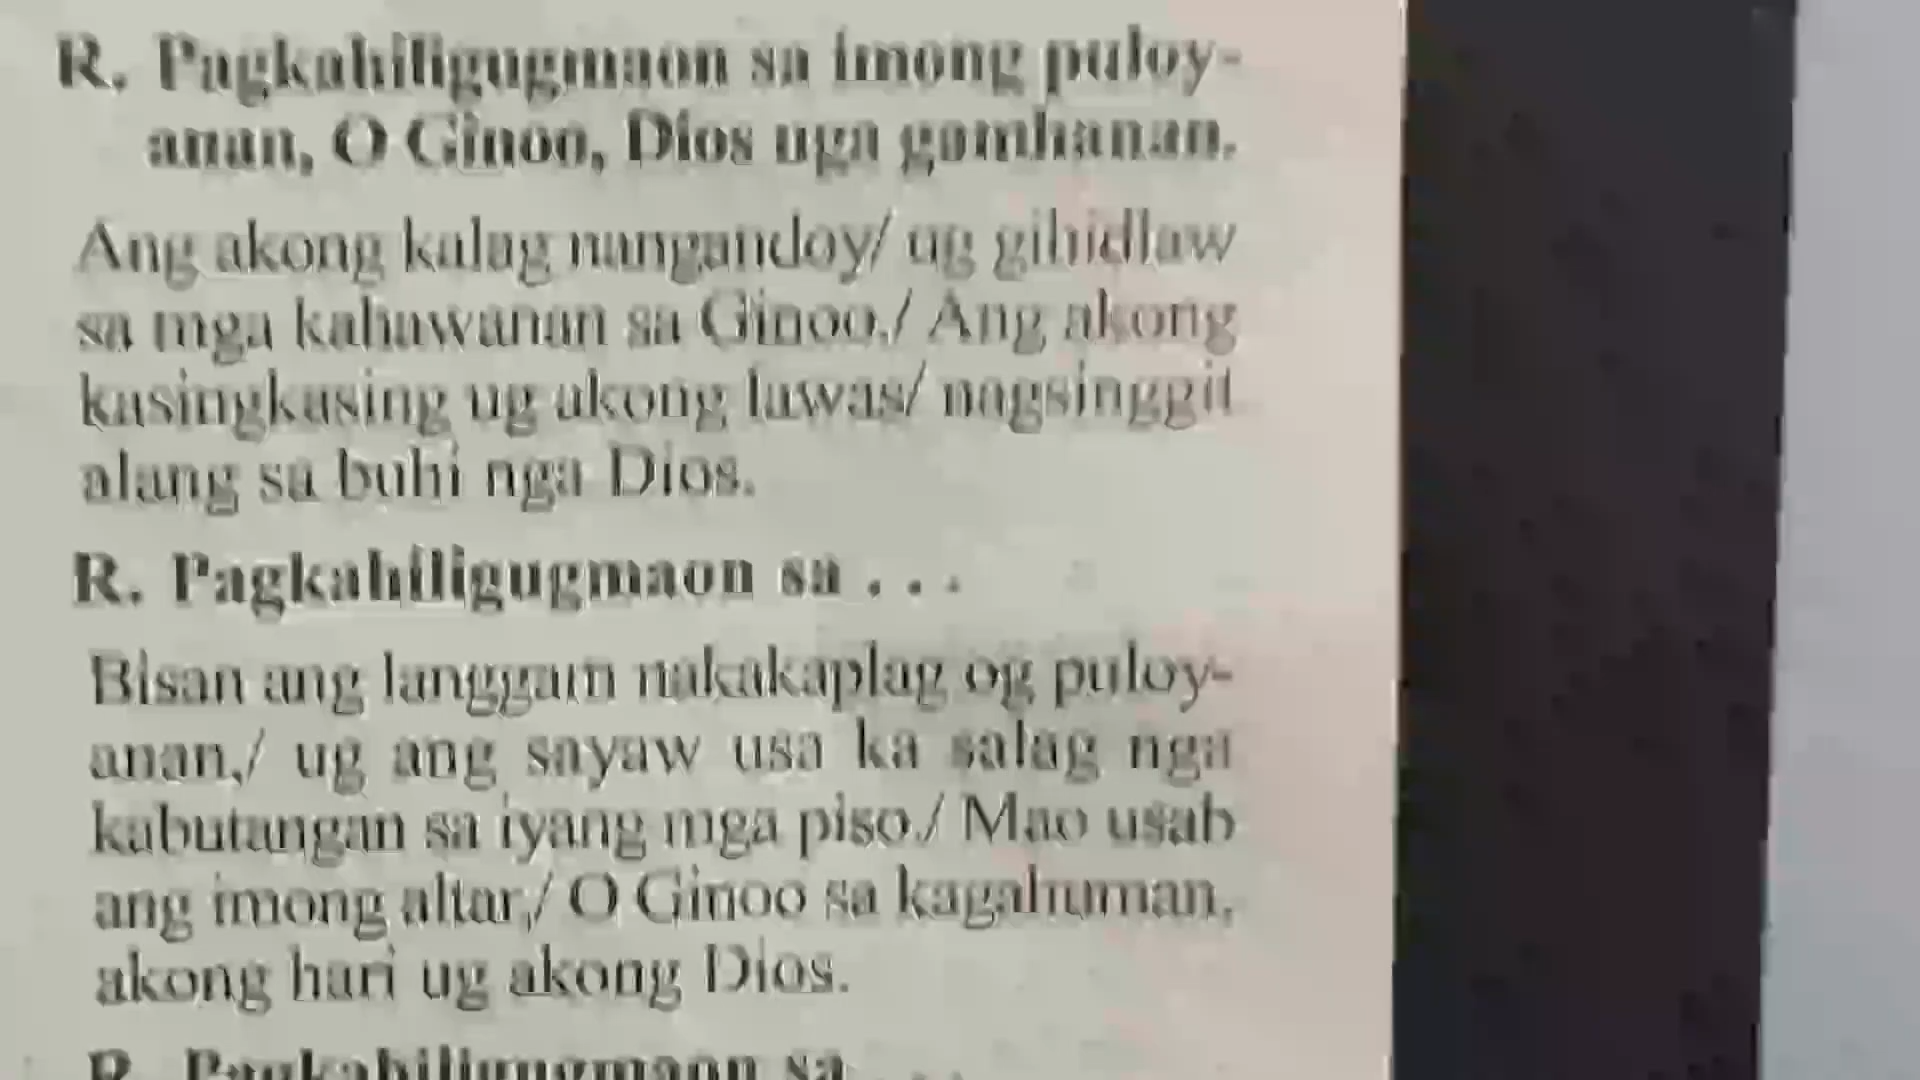 R. Pagkahiligugmaon sa imong puloy-
anan, O Ginoo, Dios nga gamhanan.
Ang akong kalag nangandoy/ ug gihidlaw
sa mga kahawanan sa Ginoo./ Ang akong
kasingkasing ug akong lawas/ nagsinggit
alang sa buhi nga Dios.
R. Pagkahiligugmaon sa . . .
Bisan ang langgam nakakaplag og puloy-
anan,/ ug ang sayaw usa ka salag nga
kabutangan sa iyang mga piso./ Mao usab
ang imong altar,/ O Ginoo sa kagahuman,
akong hari ug akong Dios.
R. Pagkahiligugmaon sa . . .